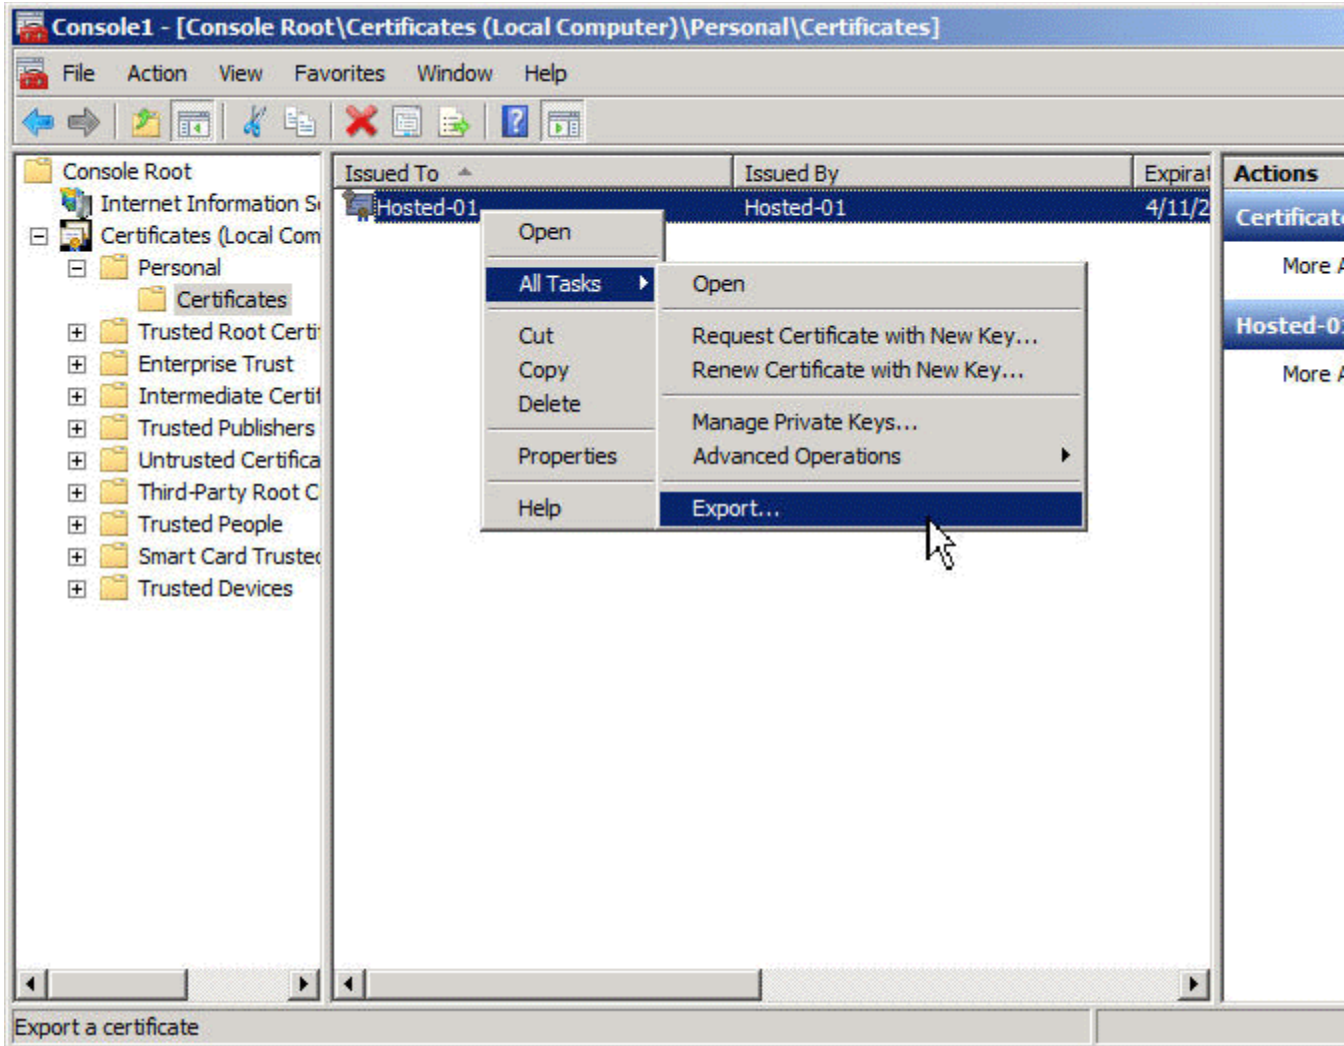 Console1 - [Console Root\Certificates (Local Computer)\Personal\Certificates]
File Action View Favorites Window Help
Console Root
Internet Information S
Certificates (Local Com
Personal
Certificates
Trusted Root Certi
Enterprise Trust
Intermediate Certif
Trusted Publishers
Untrusted Certifica
Third-Party Root C
Trusted People
Smart Card Trusted
Trusted Devices
Issued To Issued By Expirat
Hosted-01 Hosted-01 4/11/2
Open
All Tasks
Cut
Copy
Delete
Properties
Help
Open
Request Certificate with New Key...
Renew Certificate with New Key...
Manage Private Keys...
Advanced Operations
Export...
Actions
Certificate
More A
Hosted-01
More A
Export a certificate